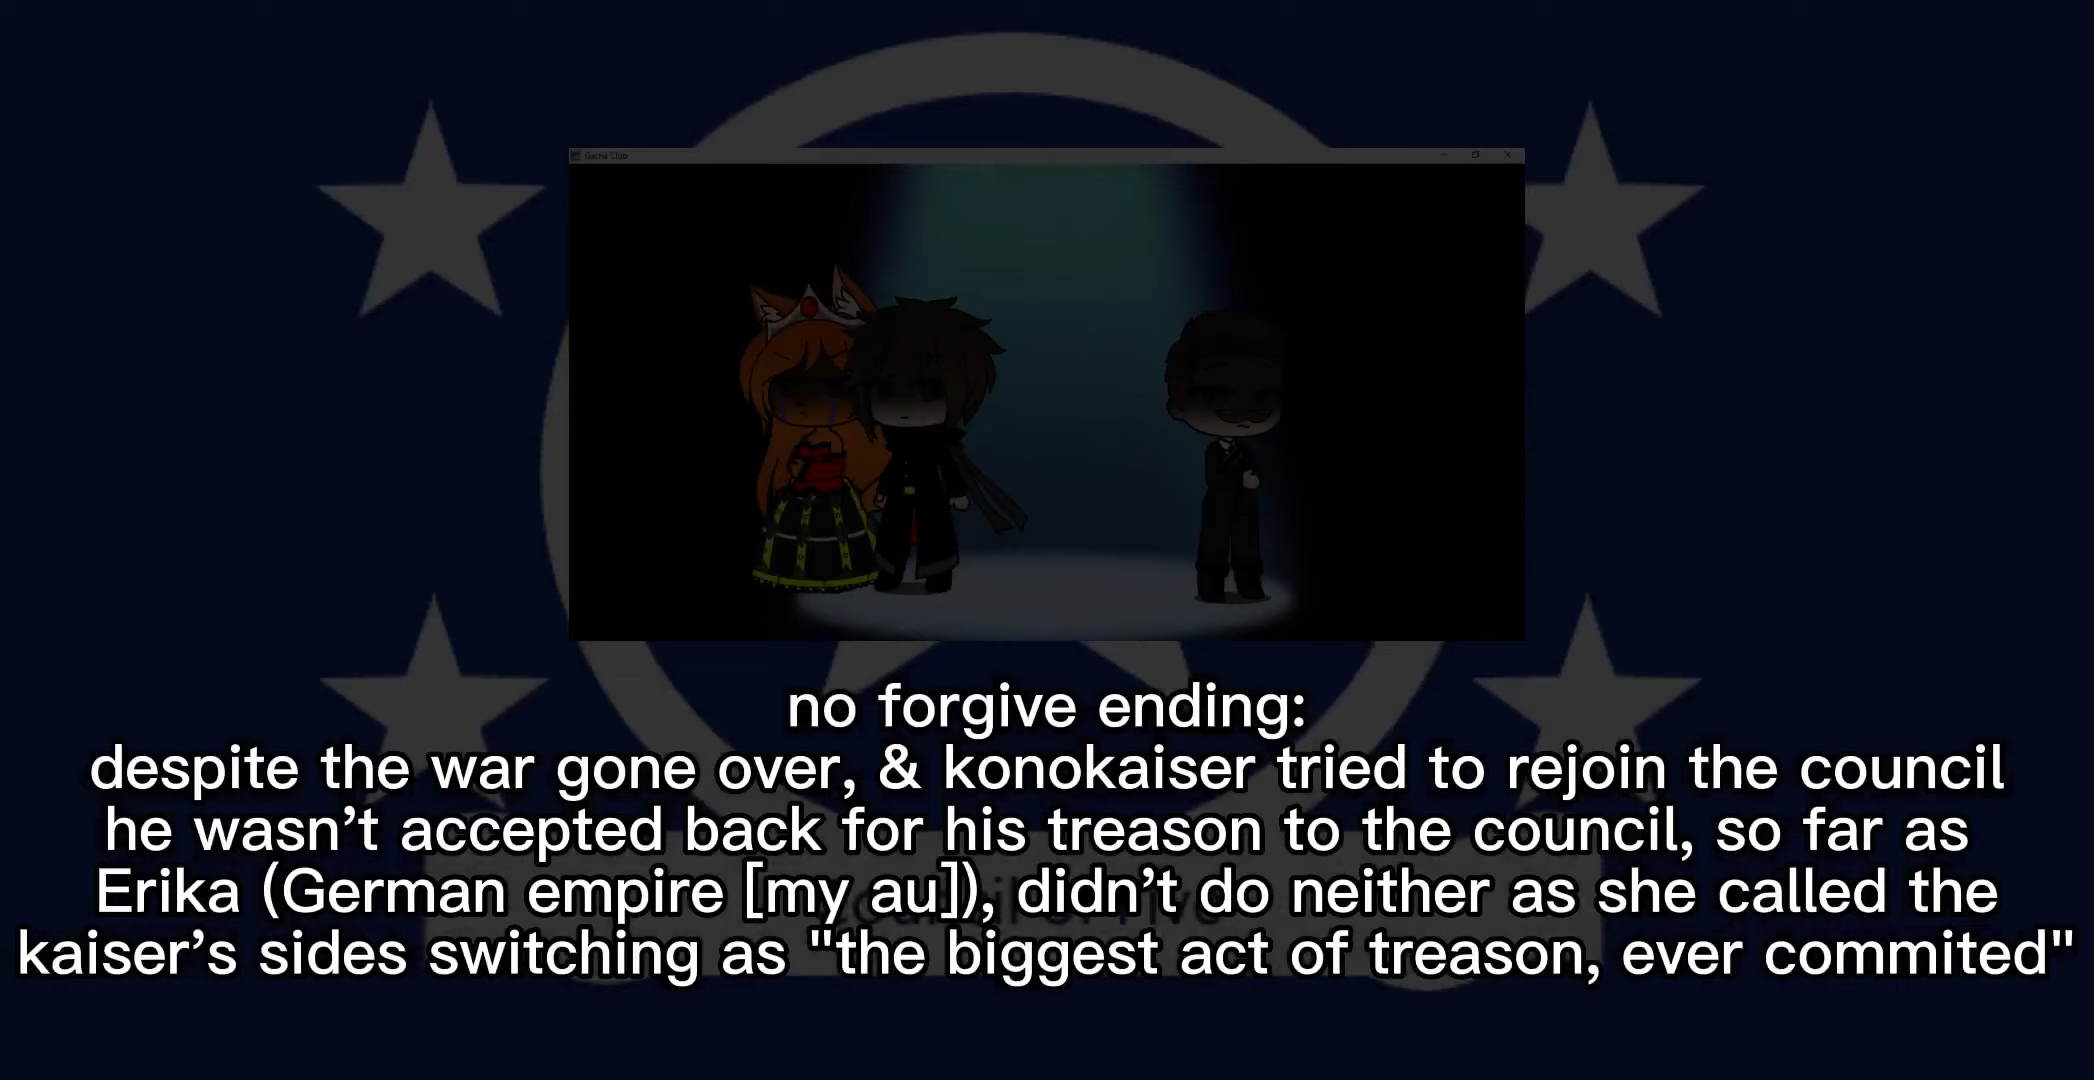 Gacha Club
no forgive ending:
despite the war gone over, & konokaiser tried to rejoin the council
he wasn't accepted back for his treason to the council, so far as
Erika (German empire [my au]), didn't do neither as she called the
kaiser's sides switching as "the biggest act of treason, ever commited"